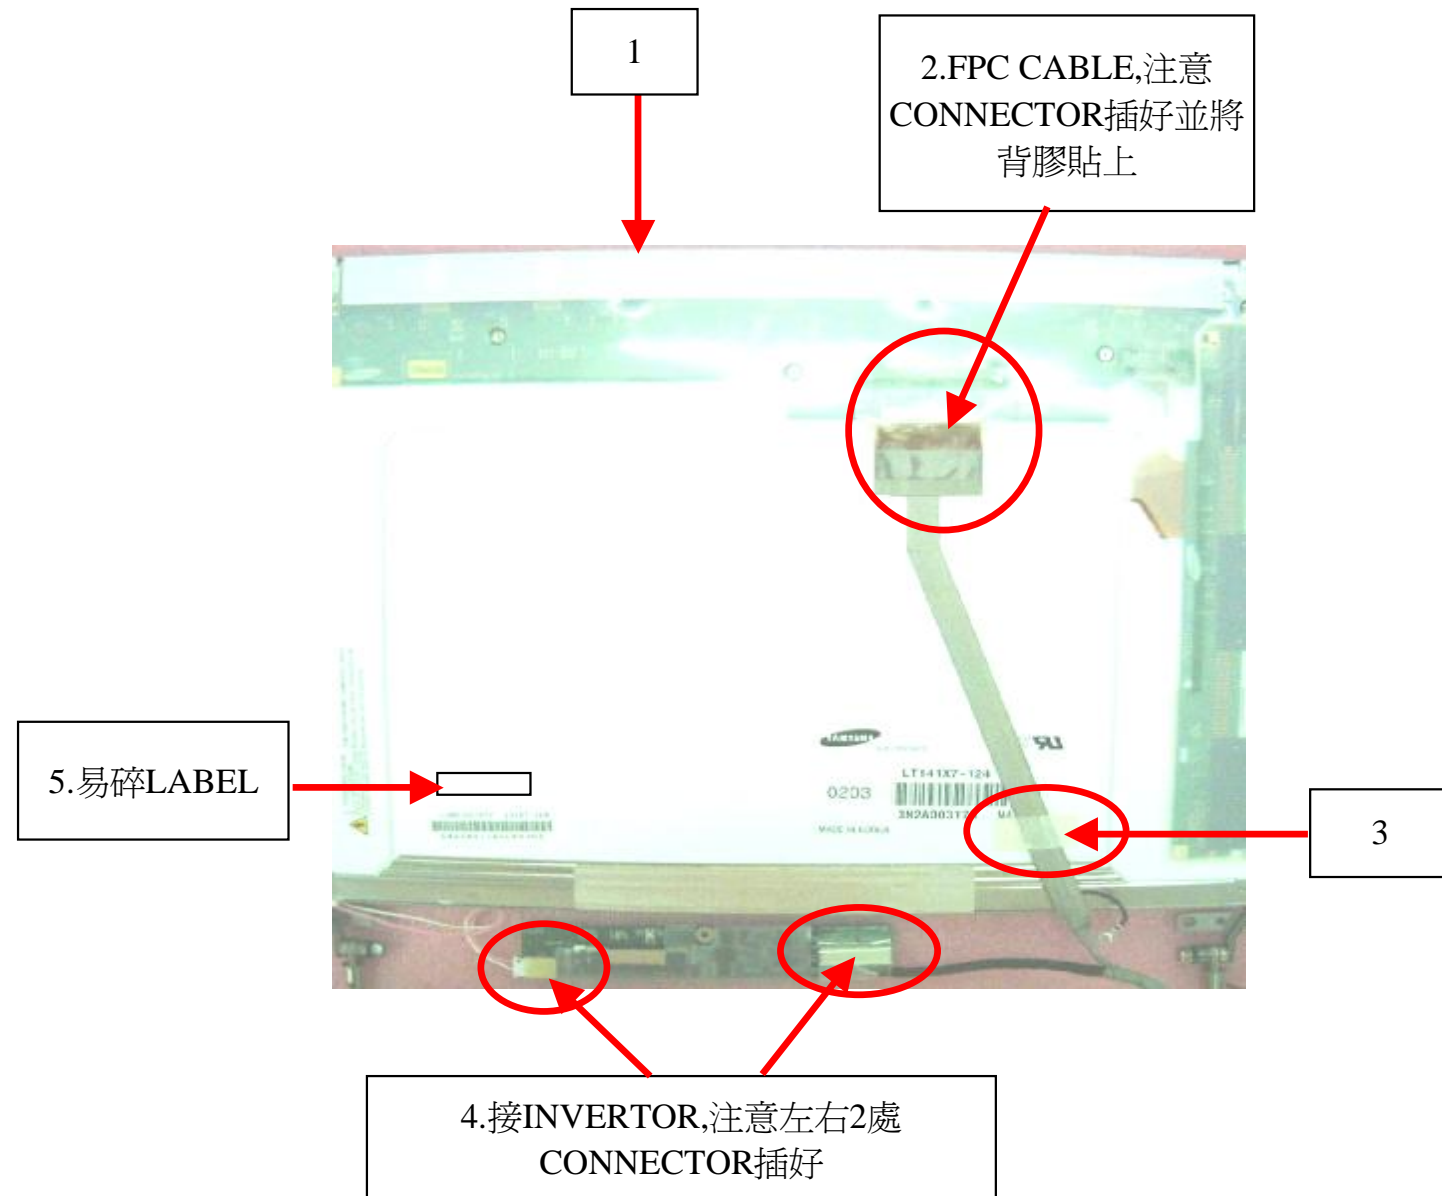 1
2.FPC CABLE,注意
CONNECTOR插好並將
背膠貼上
SAMSUNG
LT141X7-124
0203
MADE IN KOREA
5.易碎LABEL
3
4.接INVERTOR,注意左右2處
CONNECTOR插好